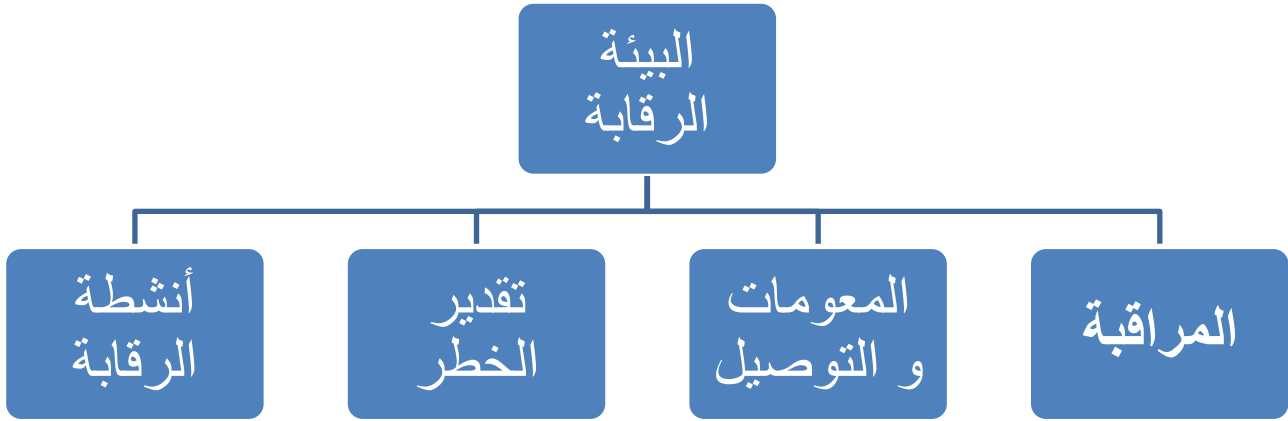 البيئة
الرقابة
المراقبة
المعومات
و التوصيل
تقدير
الخطر
أنشطة
الرقابة